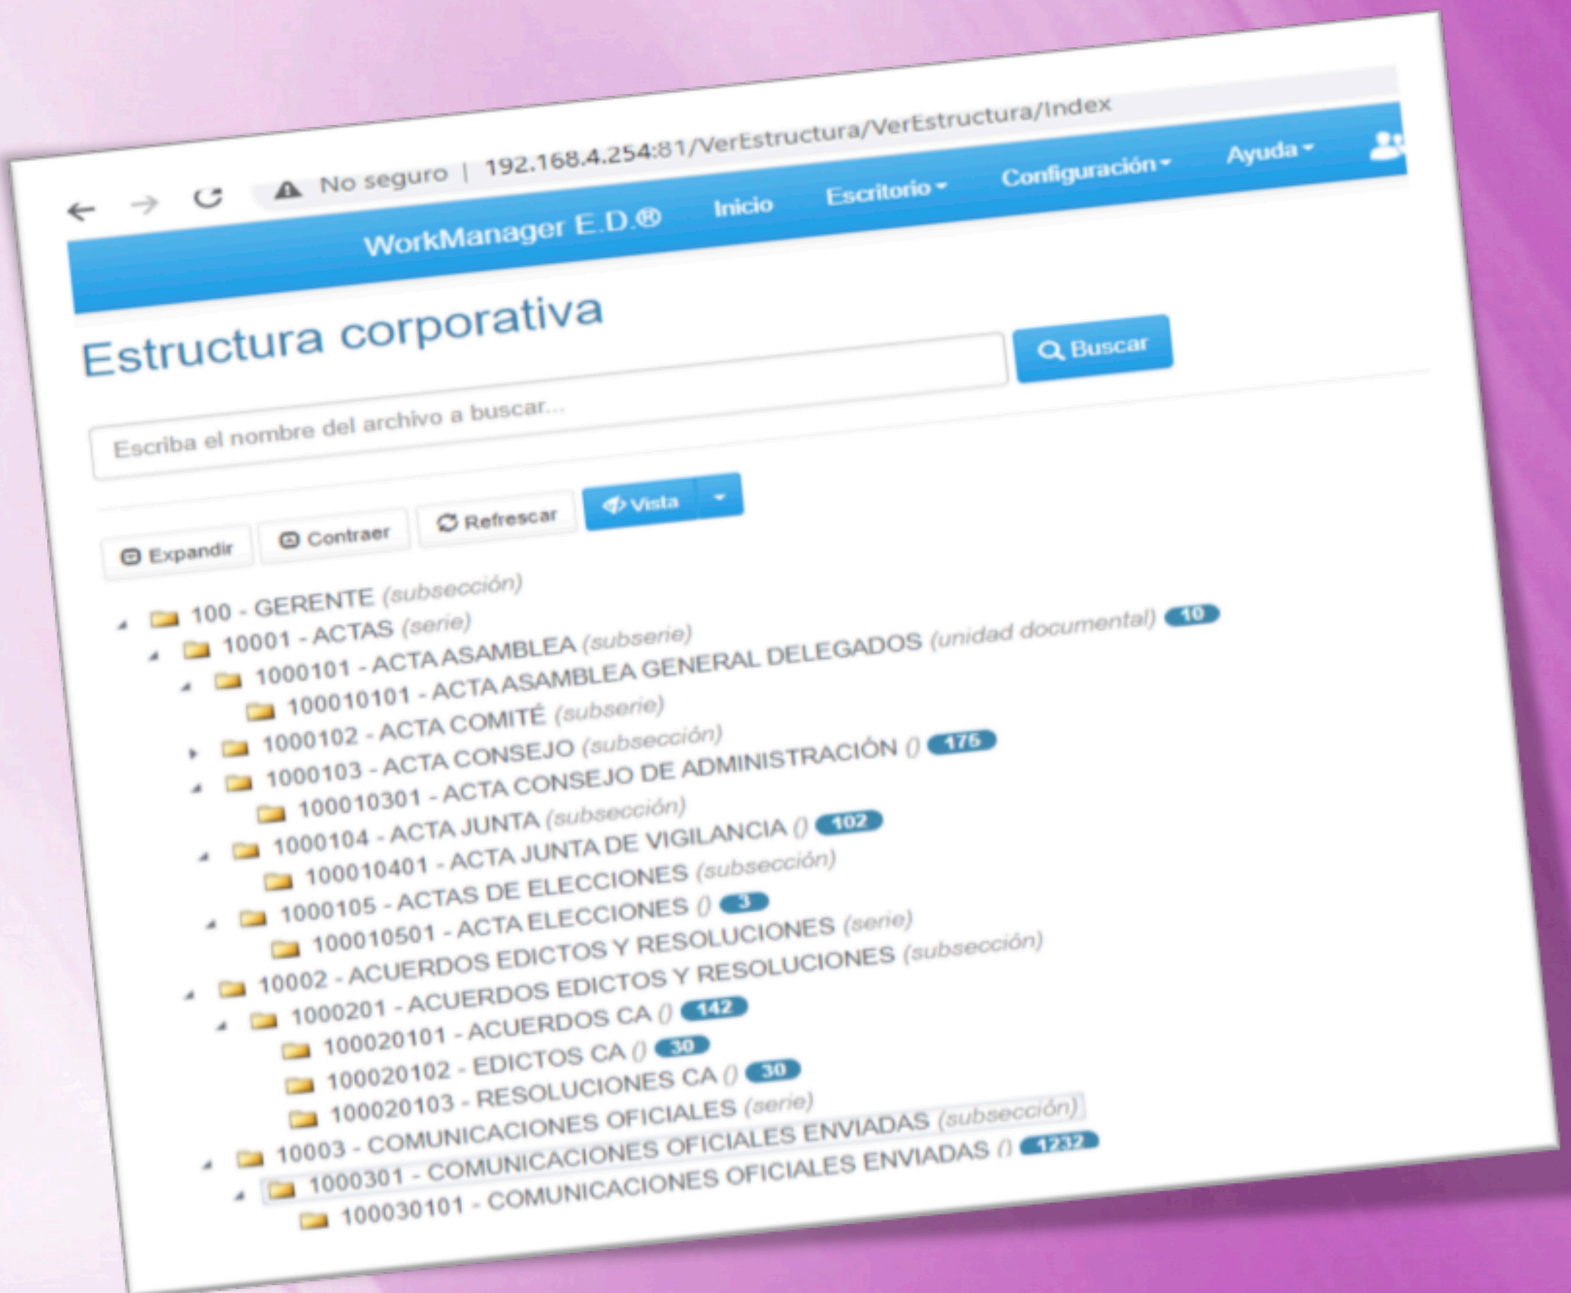 No seguro | 192.168.4.254:81/VerEstructura/VerEstructura/Index
WorkManager E.D.® Inicio Escritorio Configuración Ayuda
Estructura corporativa
Escriba el nombre del archivo a buscar... Buscar
Expandir Contraer Refrescar Vista
100 - GERENTE (subsección)
10001 - ACTAS (serie)
1000101 - ACTA ASAMBLEA (subserie)
100010101 - ACTA ASAMBLEA GENERAL DELEGADOS (unidad documental) 10
1000102 - ACTA COMITÉ (subserie)
1000103 - ACTA CONSEJO (subsección)
100010301 - ACTA CONSEJO DE ADMINISTRACIÓN () 175
1000104 - ACTA JUNTA (subsección)
100010401 - ACTA JUNTA DE VIGILANCIA () 102
1000105 - ACTAS DE ELECCIONES (subsección)
100010501 - ACTA ELECCIONES () 3
10002 - ACUERDOS EDICTOS Y RESOLUCIONES (serie)
1000201 - ACUERDOS EDICTOS Y RESOLUCIONES (subsección)
100020101 - ACUERDOS CA () 142
100020102 - EDICTOS CA () 30
100020103 - RESOLUCIONES CA () 30
10003 - COMUNICACIONES OFICIALES (serie)
1000301 - COMUNICACIONES OFICIALES ENVIADAS (subsección)
100030101 - COMUNICACIONES OFICIALES ENVIADAS () 1232